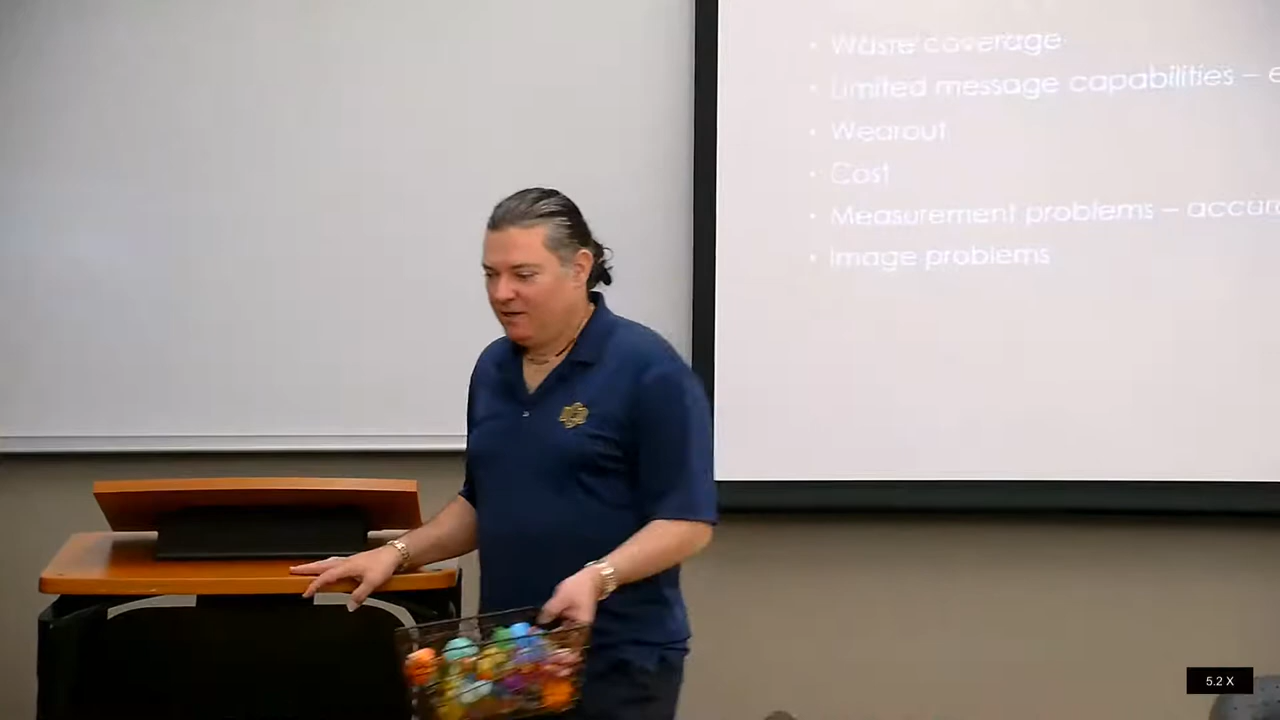 • Waste coverage
• Limited message capabilities –
• Wearout
• Cost
• Measurement problems –
• Image problems
5.2 X